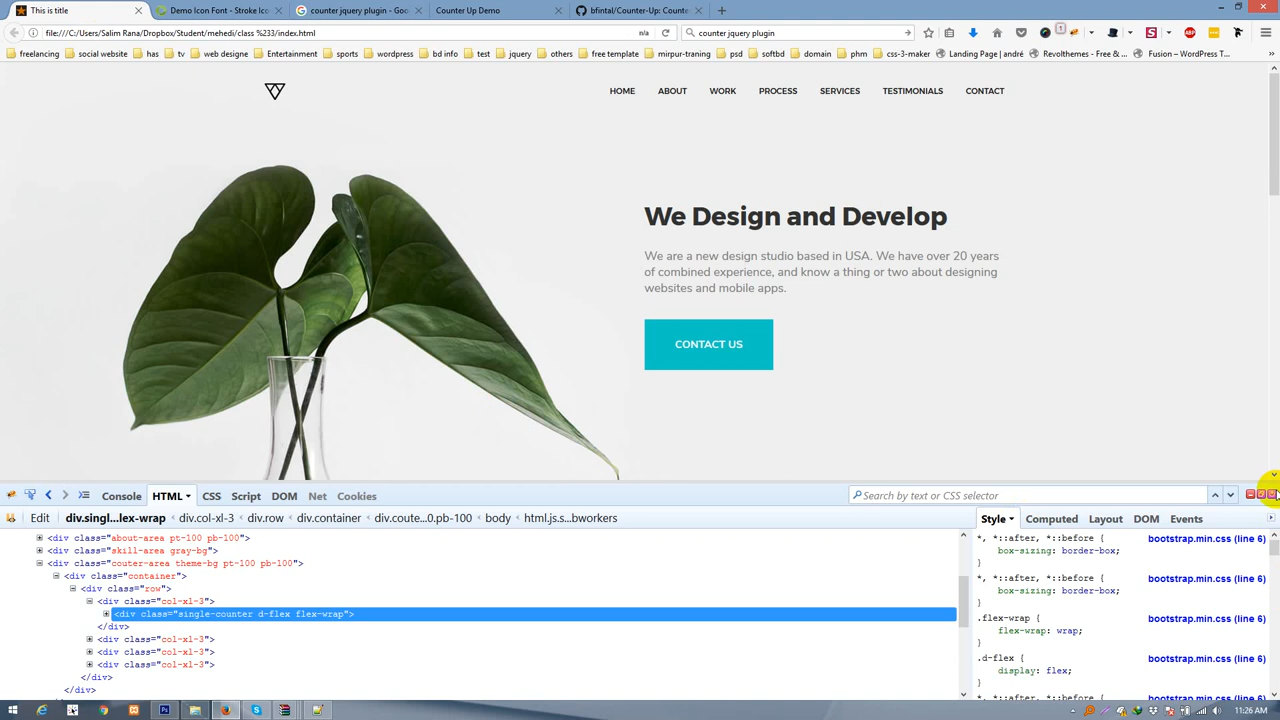 This is title
Demo Icon Font - Stroke Ico...
counter jquery plugin - Goo...
Counter Up Demo
bfintal/Counter-Up: Counte...
file:///C:/Users/Salim Rana/Dropbox/Student/mehedi/class %233/index.html
n/a
counter jquery plugin
1
freelancing
social website
has
tv
web designe
Entertainment
sports
wordpress
bd info
test
jquery
others
free template
mirpur-traning
psd
softbd
domain
phm
css-3-maker
Landing Page | andré
Revolthemes - Free & ...
Fusion – WordPress T...
HOME
ABOUT
WORK
PROCESS
SERVICES
TESTIMONIALS
CONTACT
We Design and Develop
We are a new design studio based in USA. We have over 20 years
of combined experience, and know a thing or two about designing
websites and mobile apps.
CONTACT US
Console
HTML
CSS
Script
DOM
Net
Cookies
Search by text or CSS selector
Edit
div.singl...lex-wrap < div.col-xl-3 < div.row < div.container < div.coute...0.pb-100 < body < html.js.s...bworkers
Style
Computed
Layout
DOM
Events
<div class="about-area pt-100 pb-100">
<div class="skill-area gray-bg">
<div class="couter-area theme-bg pt-100 pb-100">
<div class="container">
<div class="row">
<div class="col-xl-3">
<div class="single-counter d-flex flex-wrap">
</div>
<div class="col-xl-3">
<div class="col-xl-3">
<div class="col-xl-3">
</div>
</div>
*, *::after, *::before { bootstrap.min.css (line 6)
box-sizing: border-box;
}
*, *::after, *::before { bootstrap.min.css (line 6)
box-sizing: border-box;
}
.flex-wrap { bootstrap.min.css (line 6)
flex-wrap: wrap;
}
.d-flex { bootstrap.min.css (line 6)
display: flex;
}
*, *::after, *::before { bootstrap.min.css (line 6)
11:26 AM